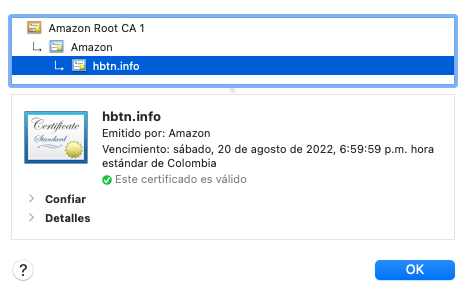 Amazon Root CA 1
Amazon
hbtn.info
Certificate
Standard
hbtn.info
Emitido por: Amazon
Vencimiento: sábado, 20 de agosto de 2022, 6:59:59 p.m. hora
estándar de Colombia
Este certificado es válido
Confiar
Detalles
?
OK